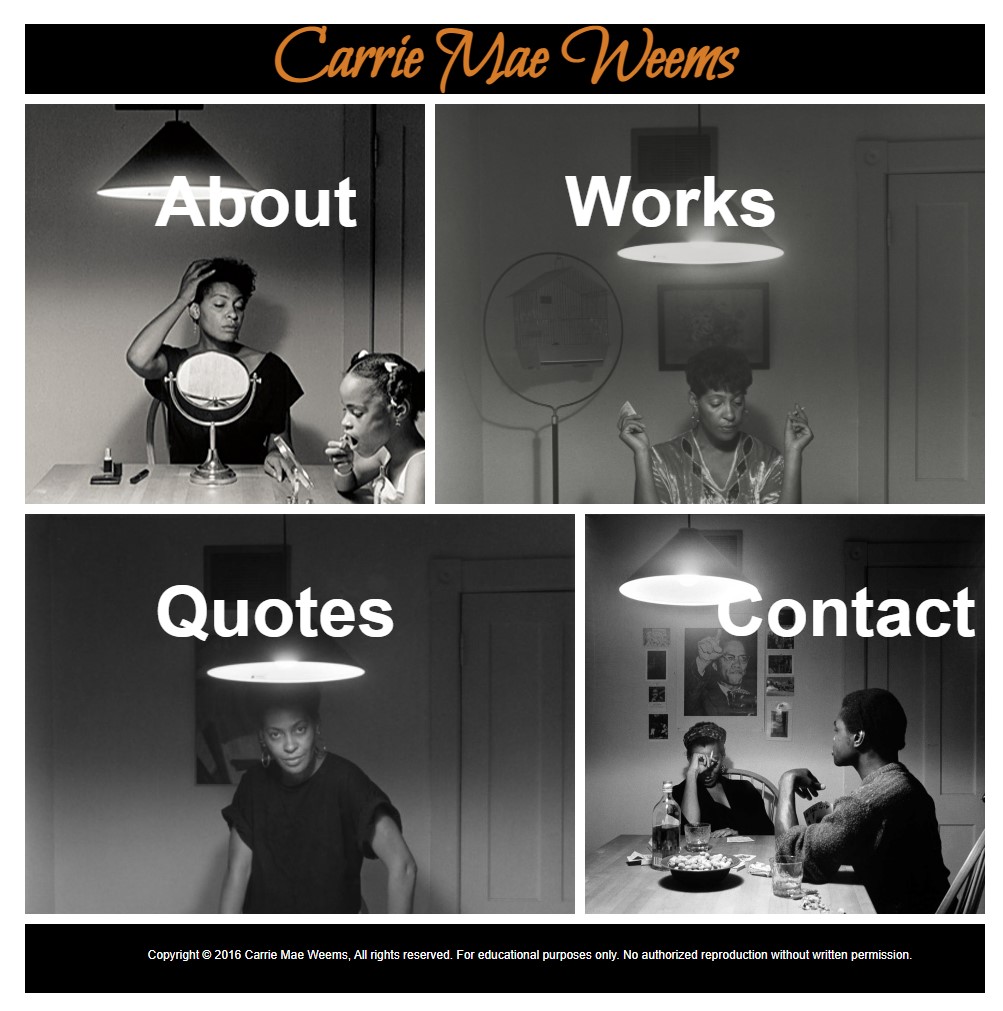 Carrie Mae Weems
About
Works
Quotes
Contact
Copyright © 2016 Carrie Mae Weems, All rights reserved. For educational purposes only. No authorized reproduction without written permission.